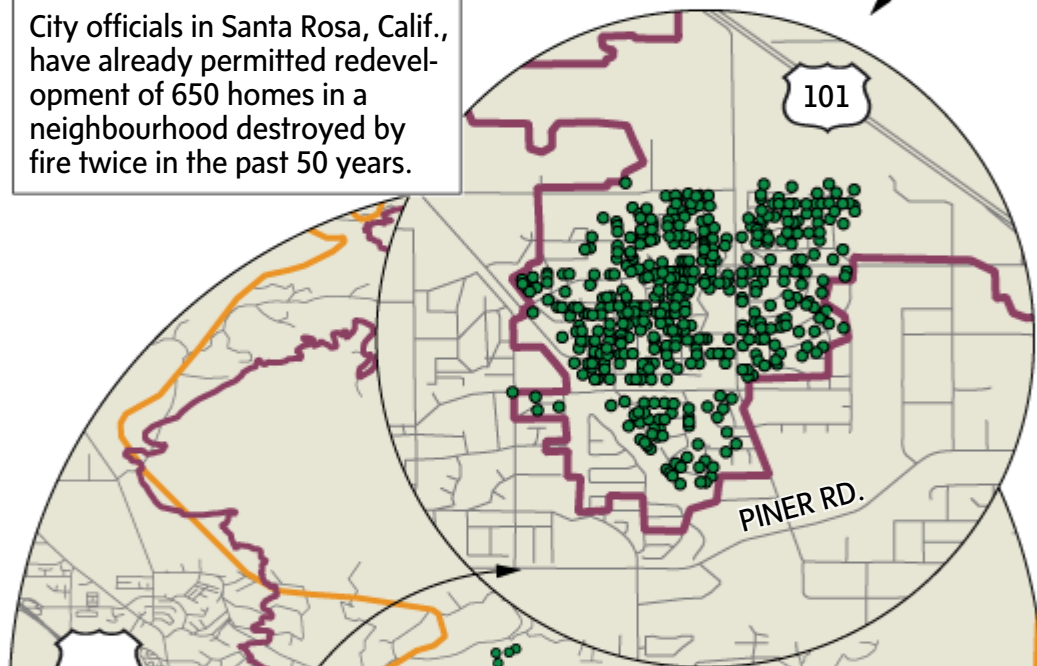 City officials in Santa Rosa, Calif.,
have already permitted redevel-
opment of 650 homes in a
neighbourhood destroyed by
fire twice in the past 50 years.
101
PINER RD.